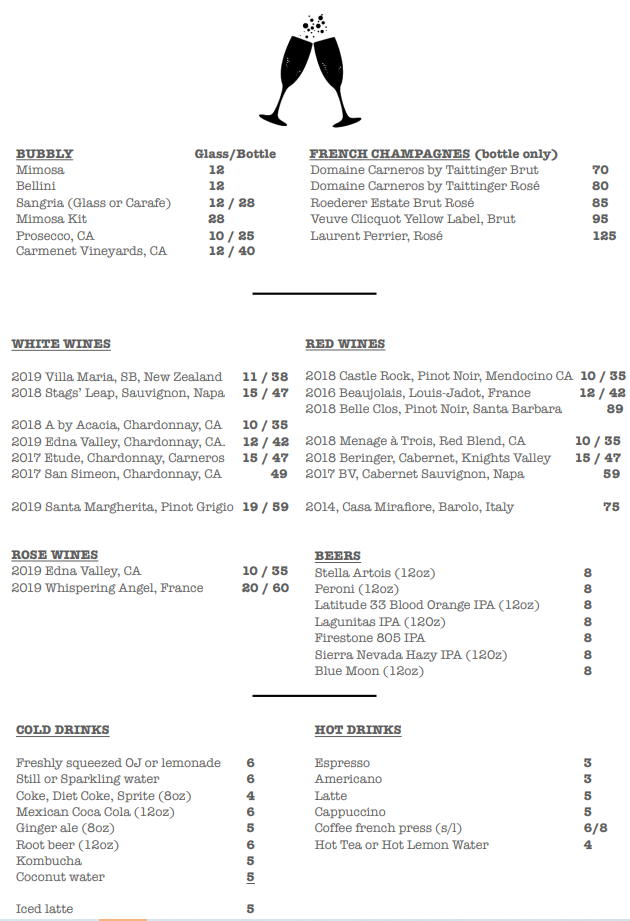 BUBBLY Glass/Bottle
Mimosa 12
Bellini 12
Sangria (Glass or Carafe) 12 / 28
Mimosa Kit 28
Prosecco, CA 10 / 25
Carmenet Vineyards, CA 12 / 40
FRENCH CHAMPAGNES (bottle only)
Domaine Carneros by Taittinger Brut 70
Domaine Carneros by Taittinger Rosé 80
Roederer Estate Brut Rosé 85
Veuve Clicquot Yellow Label, Brut 95
Laurent Perrier, Rosé 125
WHITE WINES
2019 Villa Maria, SB, New Zealand 11 / 38
2018 Stags' Leap, Sauvignon, Napa 15 / 47
2018 A by Acacia, Chardonnay, CA 10 / 35
2019 Edna Valley, Chardonnay, CA. 12 / 42
2017 Etude, Chardonnay, Carneros 15 / 47
2017 San Simeon, Chardonnay, CA 49
2019 Santa Margherita, Pinot Grigio 19 / 59
RED WINES
2018 Castle Rock, Pinot Noir, Mendocino CA 10 / 35
2016 Beaujolais, Louis-Jadot, France 12 / 42
2018 Belle Clos, Pinot Noir, Santa Barbara 89
2018 Menage à Trois, Red Blend, CA 10 / 35
2018 Beringer, Cabernet, Knights Valley 15 / 47
2017 BV, Cabernet Sauvignon, Napa 59
2014, Casa Mirafiore, Barolo, Italy 75
ROSE WINES
2019 Edna Valley, CA 10 / 35
2019 Whispering Angel, France 20 / 60
BEERS
Stella Artois (12oz) 8
Peroni (12oz) 8
Latitude 33 Blood Orange IPA (12oz) 8
Lagunitas IPA (120z) 8
Firestone 805 IPA 8
Sierra Nevada Hazy IPA (120z) 8
Blue Moon (12oz) 8
COLD DRINKS
Freshly squeezed OJ or lemonade 6
Still or Sparkling water 6
Coke, Diet Coke, Sprite (8oz) 4
Mexican Coca Cola (12oz) 6
Ginger ale (8oz) 5
Root beer (12oz) 6
Kombucha 5
Coconut water 5
Iced latte 5
HOT DRINKS
Espresso 3
Americano 3
Latte 5
Cappuccino 5
Coffee french press (s/l) 6/8
Hot Tea or Hot Lemon Water 4